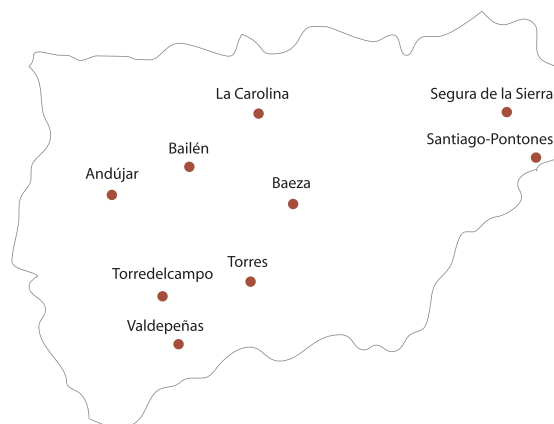 La Carolina
Segura de la Sierra
Santiago-Pontones
Bailén
Andújar
Baeza
Torres
Torredelcampo
Valdepeñas